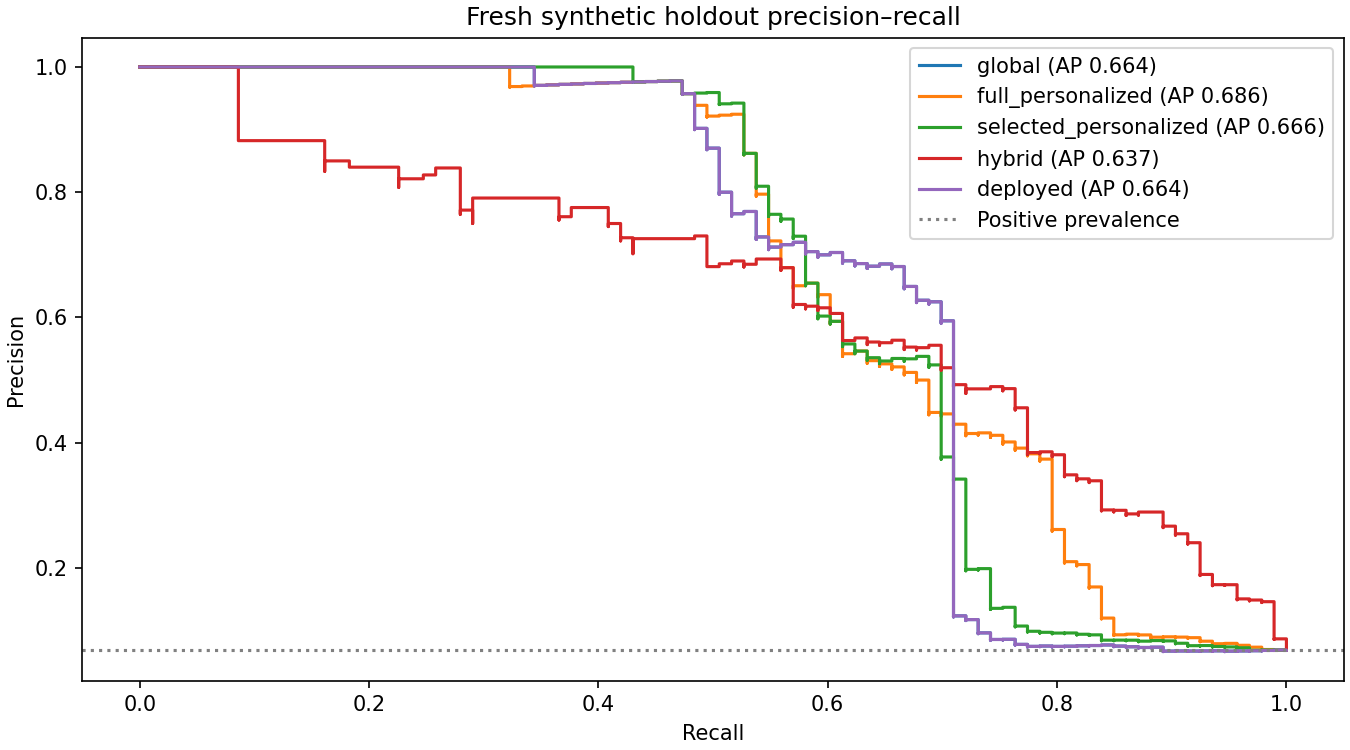 Fresh synthetic holdout precision–recall
global (AP 0.664)
full_personalized (AP 0.686)
selected_personalized (AP 0.666)
hybrid (AP 0.637)
deployed (AP 0.664)
Positive prevalence
Precision
1.0
0.8
0.6
0.4
0.2
0.0 0.2 0.4 0.6 0.8 1.0
Recall